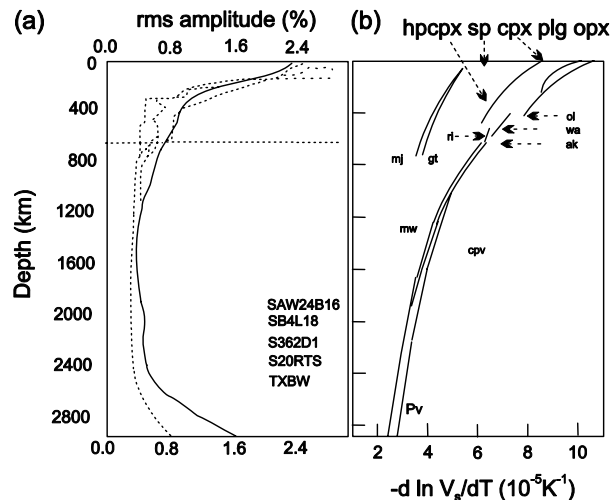 (a)
rms amplitude (%)
0.0 0.8 1.6 2.4
0
400
800
1200
1600
2000
2400
2800
Depth (km)
SAW24B16
SB4L18
S362D1
S20RTS
TXBW
0.0 0.8 1.6 2.4
(b)
hpcpx sp cpx plg opx
ol
wa
ak
ri
mj gt
mw
cpv
Pv
2 4 6 8 10
-d ln Vs/dT (10-5K-1)